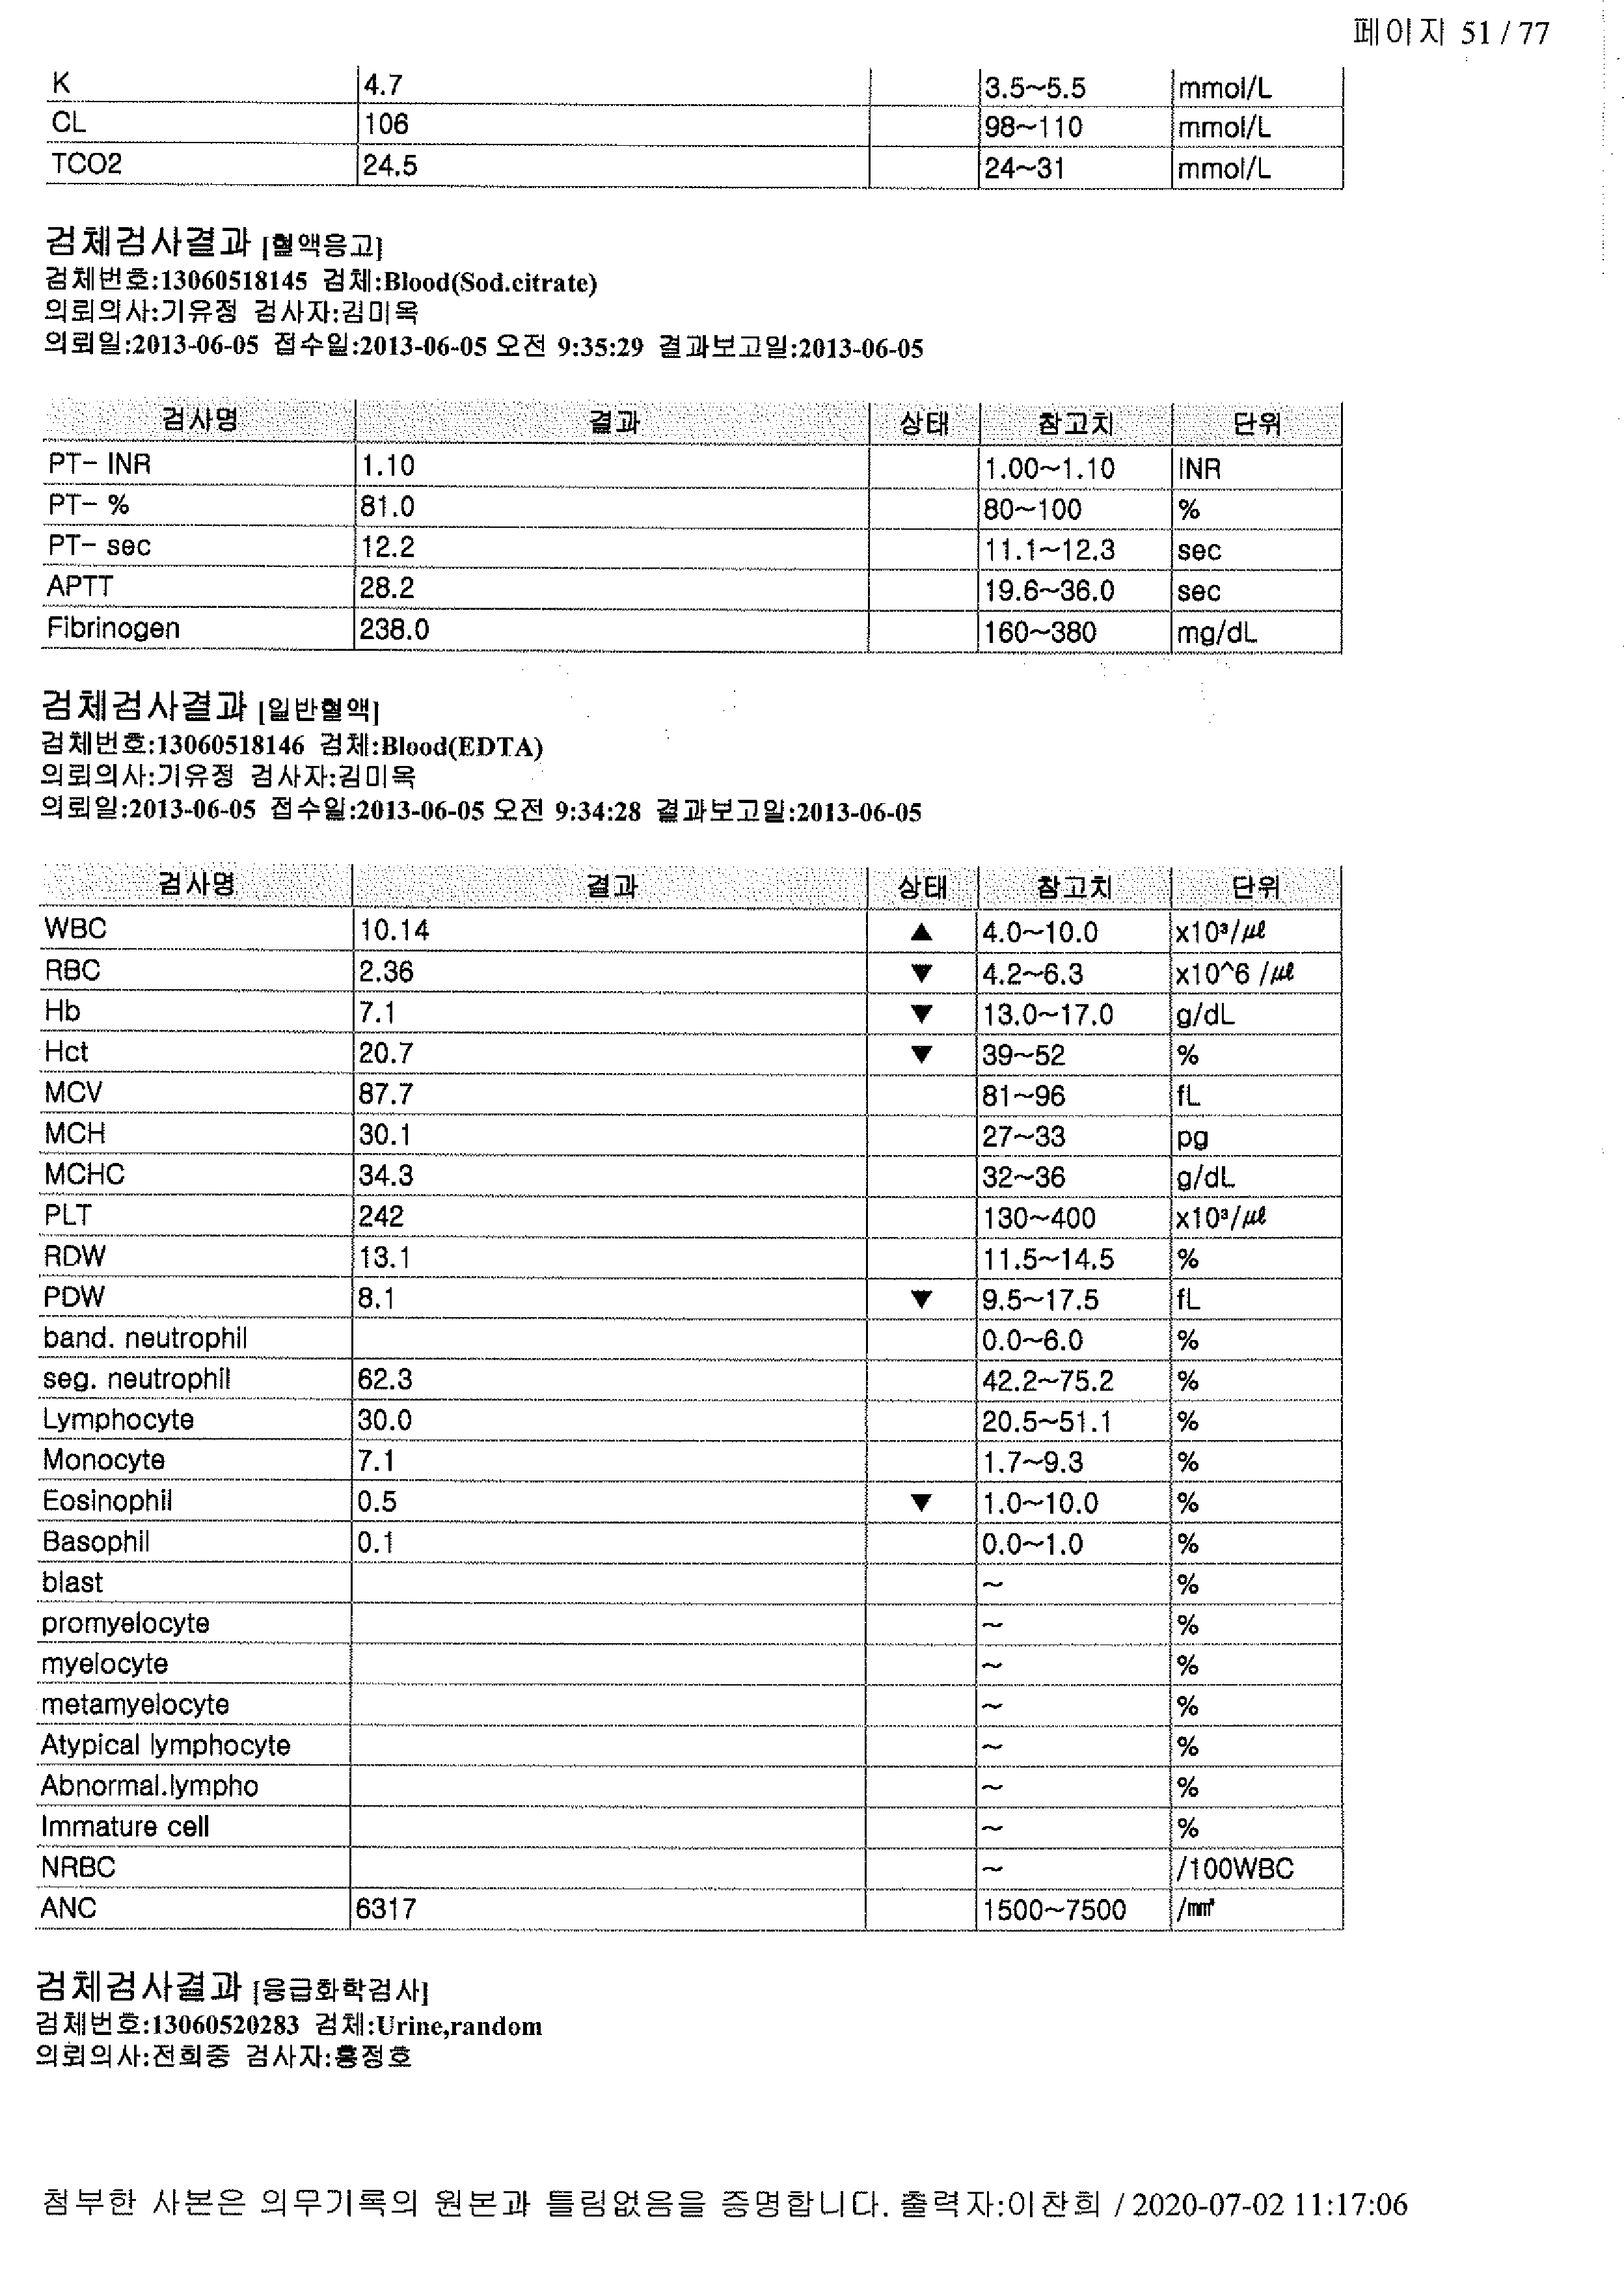 페이지 51 / 77
K 4.7 3.5~5.5 mmol/L
CL 106 98~110 mmol/L
TCO2 24.5 24~31 mmol/L
검체검사결과 [혈액응고]
검체번호:13060518145 검체:Blood(Sod.citrate)
의뢰의사:기유정 검사자:김미옥
의뢰일:2013-06-05 접수일:2013-06-05 오전 9:35:29 결과보고일:2013-06-05
검사명 결과 상태 참고치 단위
PT- INR 1.10 1.00~1.10 INR
PT- % 81.0 80~100 %
PT- sec 12.2 11.1~12.3 sec
APTT 28.2 19.6~36.0 sec
Fibrinogen 238.0 160~380 mg/dL
검체검사결과 [일반혈액]
검체번호:13060518146 검체:Blood(EDTA)
의뢰의사:기유정 검사자:김미옥
의뢰일:2013-06-05 접수일:2013-06-05 오전 9:34:28 결과보고일:2013-06-05
검사명 결과 상태 참고치 단위
WBC 10.14 ▲ 4.0~10.0 x10³/㎕
RBC 2.36 ▼ 4.2~6.3 x10^6 /㎕
Hb 7.1 ▼ 13.0~17.0 g/dL
Hct 20.7 ▼ 39~52 %
MCV 87.7 81~96 fL
MCH 30.1 27~33 pg
MCHC 34.3 32~36 g/dL
PLT 242 130~400 x10³/㎕
RDW 13.1 11.5~14.5 %
PDW 8.1 ▼ 9.5~17.5 fL
band. neutrophil 0.0~6.0 %
seg. neutrophil 62.3 42.2~75.2 %
Lymphocyte 30.0 20.5~51.1 %
Monocyte 7.1 1.7~9.3 %
Eosinophil 0.5 ▼ 1.0~10.0 %
Basophil 0.1 0.0~1.0 %
blast ~ %
promyelocyte ~ %
myelocyte ~ %
metamyelocyte ~ %
Atypical lymphocyte ~ %
Abnormal.lympho ~ %
Immature cell ~ %
NRBC ~ /100WBC
ANC 6317 1500~7500 /㎣
검체검사결과 [응급화학검사]
검체번호:13060520283 검체:Urine,random
의뢰의사:전희중 검사자:홍정호
첨부한 사본은 의무기록의 원본과 틀림없음을 증명합니다. 출력자:이찬희 / 2020-07-02 11:17:06